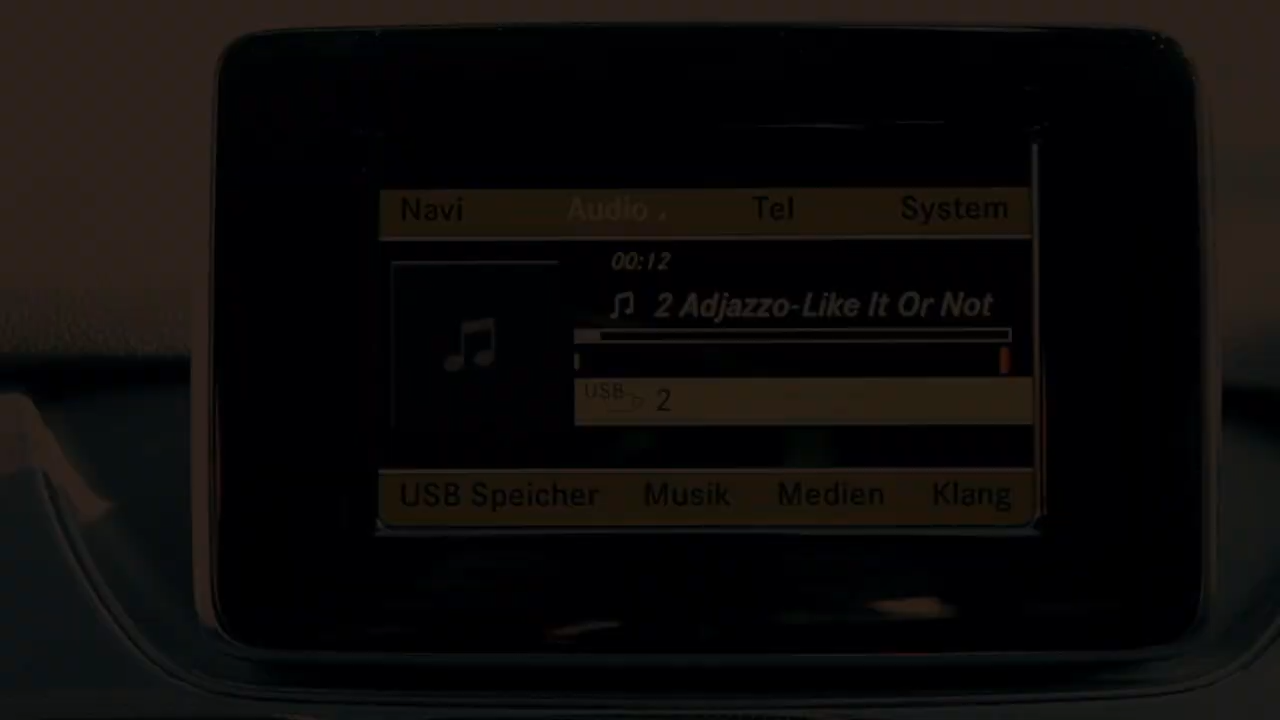 Navi Audio Tel System
00:12
2 Adjazzo-Like It Or Not
USB 2
USB Speicher Musik Medien Klang